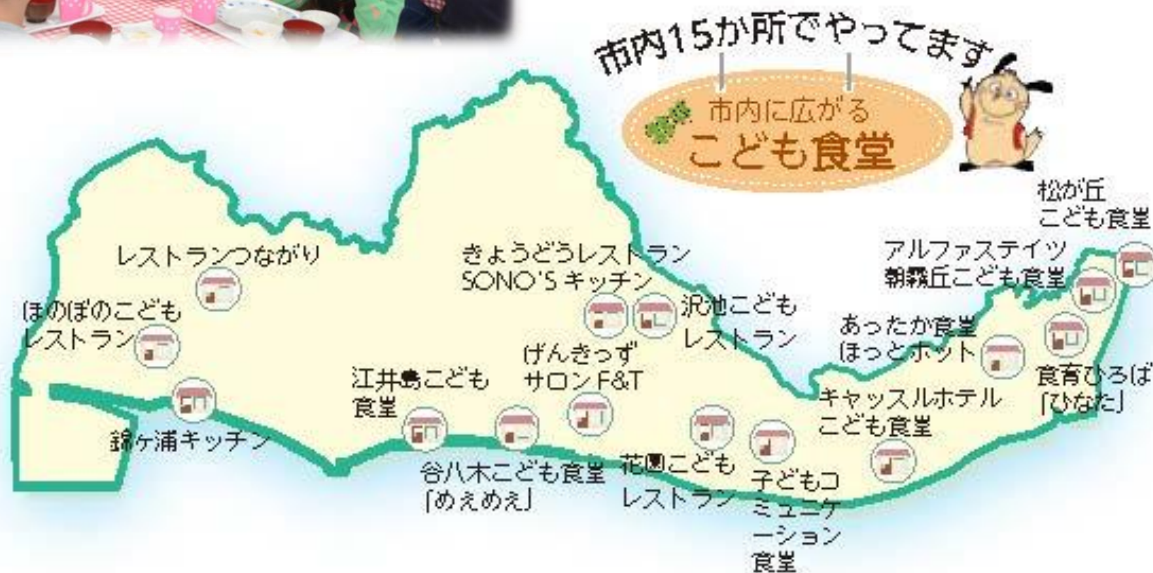 市内15か所でやってます
市内に広がる
こども食堂
松が丘
こども食堂
アルファステイツ
朝霧丘こども食堂
レストランつながり
きょうどうレストラン
SONO'S キッチン
沢池こども
レストラン
ほのぼのこども
レストラン
あったか食堂
ほっとホット
げんきっず
サロン F&T
江井島こども
食堂
食育ひろば
「ひなた」
キャッスルホテル
こども食堂
錦ヶ浦キッチン
谷八木こども食堂
「めえめえ」
花園こども
レストラン
子どもコ
ミュニケ
ーション
食堂